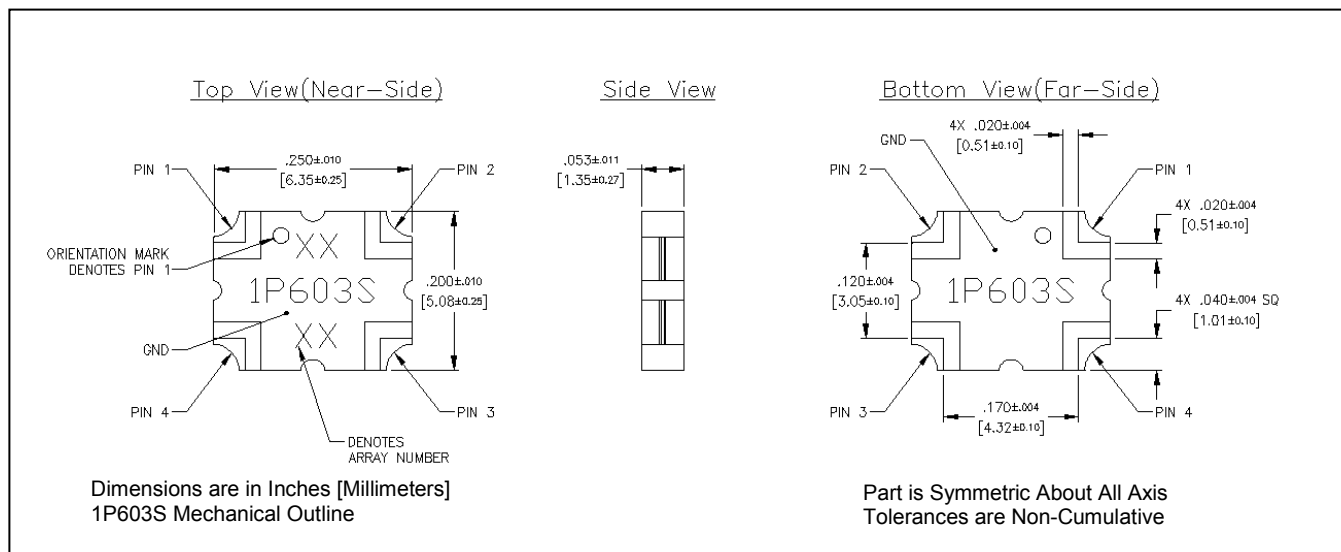 Top View(Near-Side)
Side View
Bottom View(Far-Side)
PIN 1
.250±.010
[6.35±0.25]
PIN 2
ORIENTATION MARK
DENOTES PIN 1
XX
1P603S
XX
.200±.010
[5.08±0.25]
GND
PIN 4
PIN 3
DENOTES
ARRAY NUMBER
.053±.011
[1.35±0.27]
4X .020±.004
[0.51±0.10]
GND
PIN 2
PIN 1
4X .020±.004
[0.51±0.10]
.120±.004
[3.05±0.10]
1P603S
4X .040±.004 SQ
[1.01±0.10]
PIN 3
PIN 4
.170±.004
[4.32±0.10]
Dimensions are in Inches [Millimeters]
1P603S Mechanical Outline
Part is Symmetric About All Axis
Tolerances are Non-Cumulative